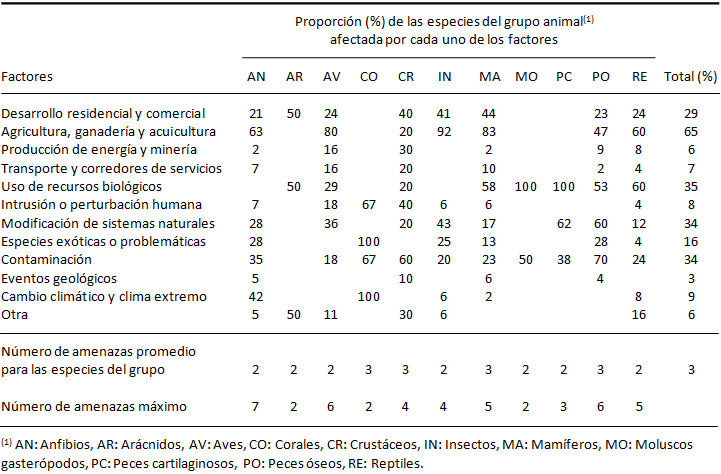 Proporción (%) de las especies del grupo animal(1)
afectada por cada uno de los factores
Factores AN AR AV CO CR IN MA MO PC PO RE Total (%)
Desarrollo residencial y comercial 21 50 24 40 41 44 23 24 29
Agricultura, ganadería y acuicultura 63 80 20 92 83 47 60 65
Producción de energía y minería 2 16 30 2 9 8 6
Transporte y corredores de servicios 7 16 20 10 2 4 7
Uso de recursos biológicos 50 29 20 58 100 100 53 60 35
Intrusión o perturbación humana 7 18 67 40 6 6 4 8
Modificación de sistemas naturales 28 36 20 43 17 62 60 12 34
Especies exóticas o problemáticas 28 100 25 13 28 4 16
Contaminación 35 18 67 60 20 23 50 38 70 24 34
Eventos geológicos 5 10 6 4 3
Cambio climático y clima extremo 42 100 6 2 8 9
Otra 5 50 11 30 6 16 6
Número de amenazas promedio
para las especies del grupo 2 2 2 3 3 2 3 2 2 3 2 3
Número de amenazas máximo 7 2 6 2 4 4 5 2 3 6 5
(1) AN: Anfibios, AR: Arácnidos, AV: Aves, CO: Corales, CR: Crustáceos, IN: Insectos, MA: Mamíferos, MO: Moluscos
gasterópodos, PC: Peces cartilaginosos, PO: Peces óseos, RE: Reptiles.